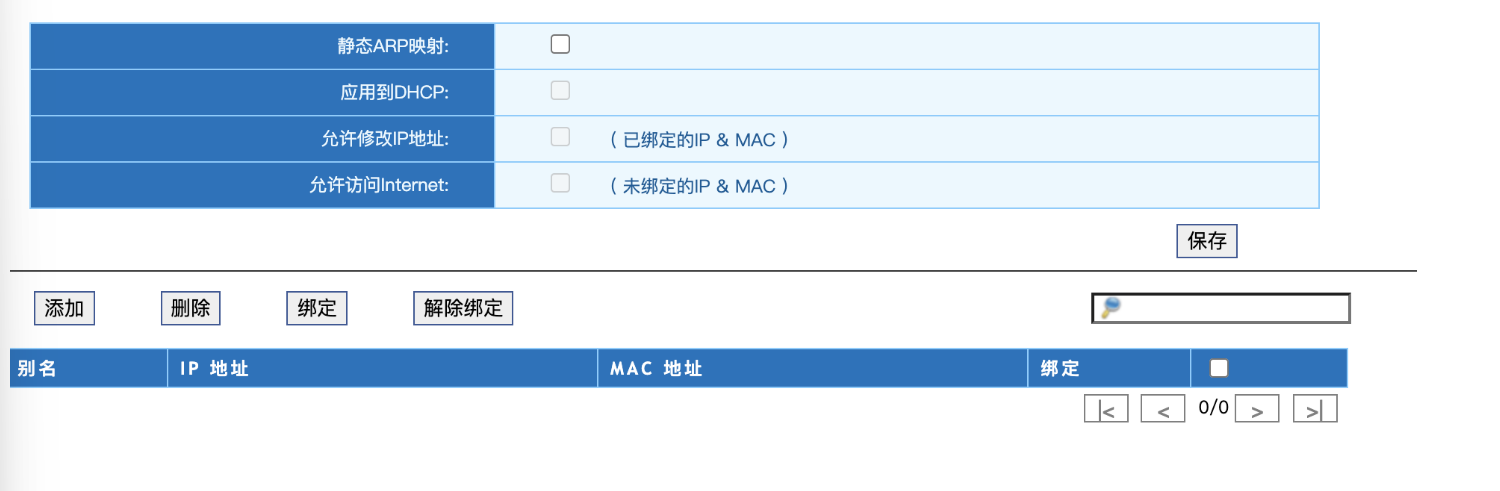 静态ARP映射:
应用到DHCP:
允许修改IP地址: ( 已绑定的IP & MAC )
允许访问Internet: ( 未绑定的IP & MAC )
保存
添加 删除 绑定 解除绑定
别名 IP 地址 MAC 地址 绑定
|< < 0/0 > >|